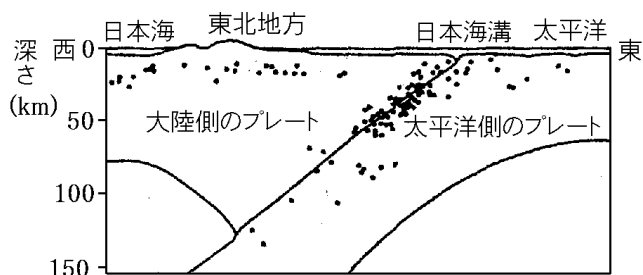 日本海 東北地方 日本海溝 太平洋
深さ 西 0 東
(km)
50
大陸側のプレート 太平洋側のプレート
100
150